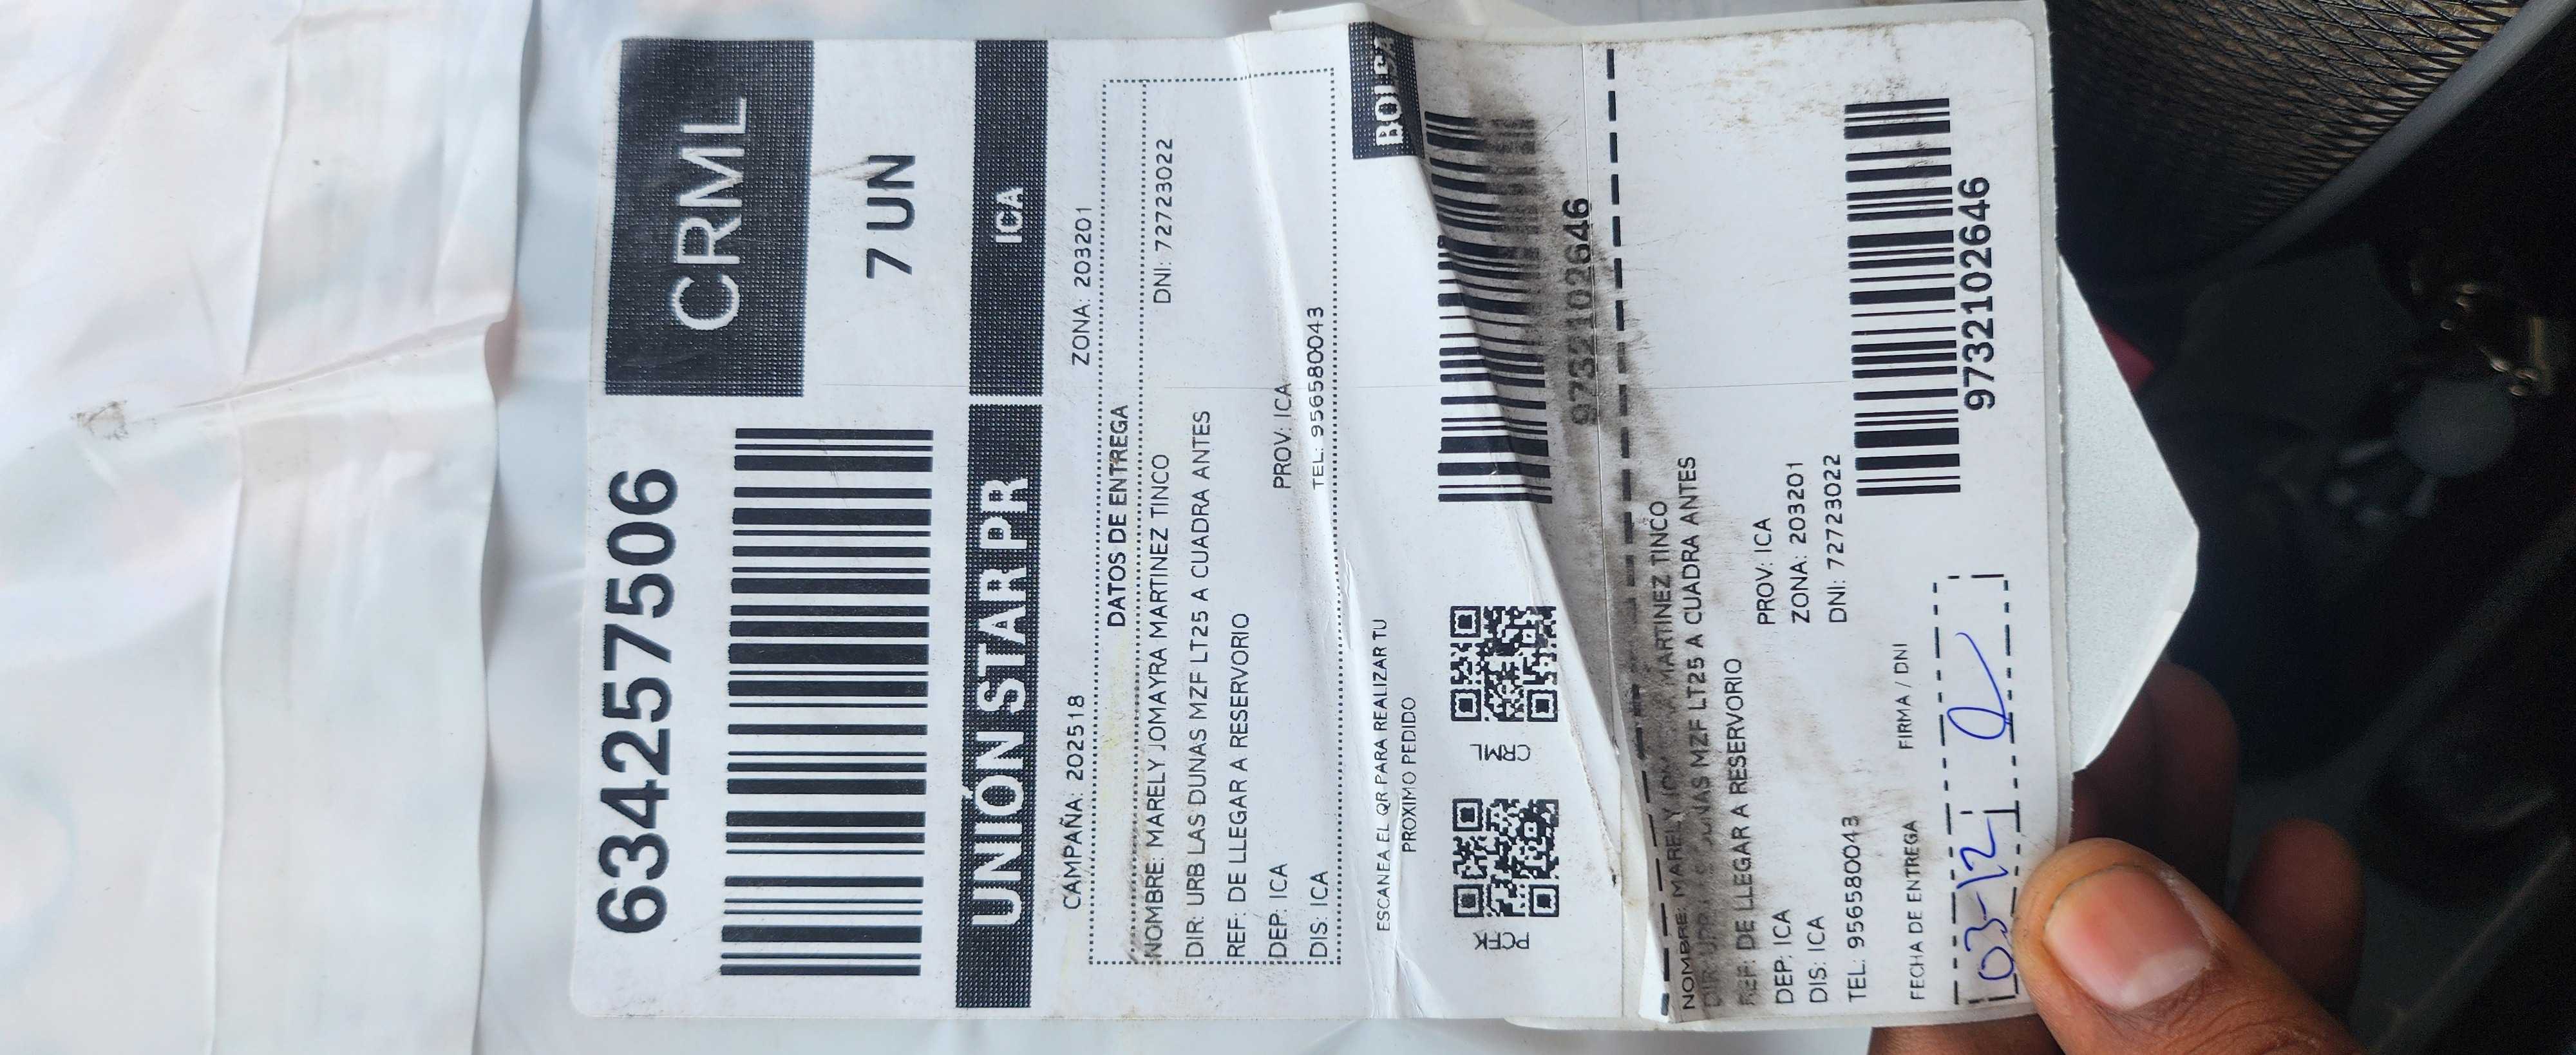 6334257506
CRML
7 UN
UNIÓN STAR PR
ICA
CAMPAÑA: 202518
ZONA: 203201
DATOS DE ENTREGA
NOMBRE: MARELY JOMAYRA MARTINEZ TINCO
DNI: 72723022
DIR: URB LAS DUNAS MZF LT25 A CUADRA ANTES
REF: DE LLEGAR A RESERVORIO
DEP: ICA
PROV: ICA
DIS: ICA
TEL: 956580043
BOLSA
ESCANEA EL QR PARA REALIZAR TU
PROXIMO PEDIDO
PCFK
CRML
9732102646
NOMBRE: MARELY MARTINEZ TINCO
DIR: MZF LT25 A CUADRA ANTES
REF: DE LLEGAR A RESERVORIO
DEP: ICA
PROV: ICA
DIS: ICA
ZONA: 203201
TEL: 956580043
DNI: 72723022
FECHA DE ENTREGA
FIRMA / DNI
03-12
9732102646